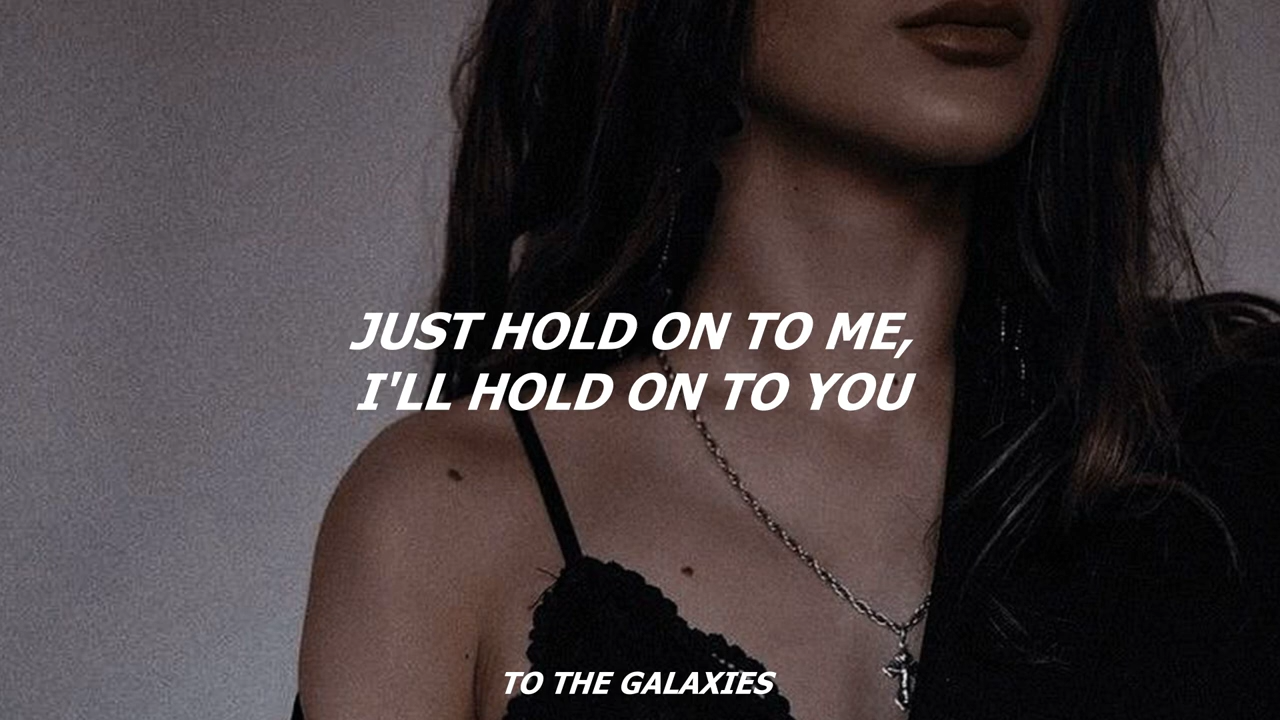 JUST HOLD ON TO ME,
I'LL HOLD ON TO YOU
TO THE GALAXIES